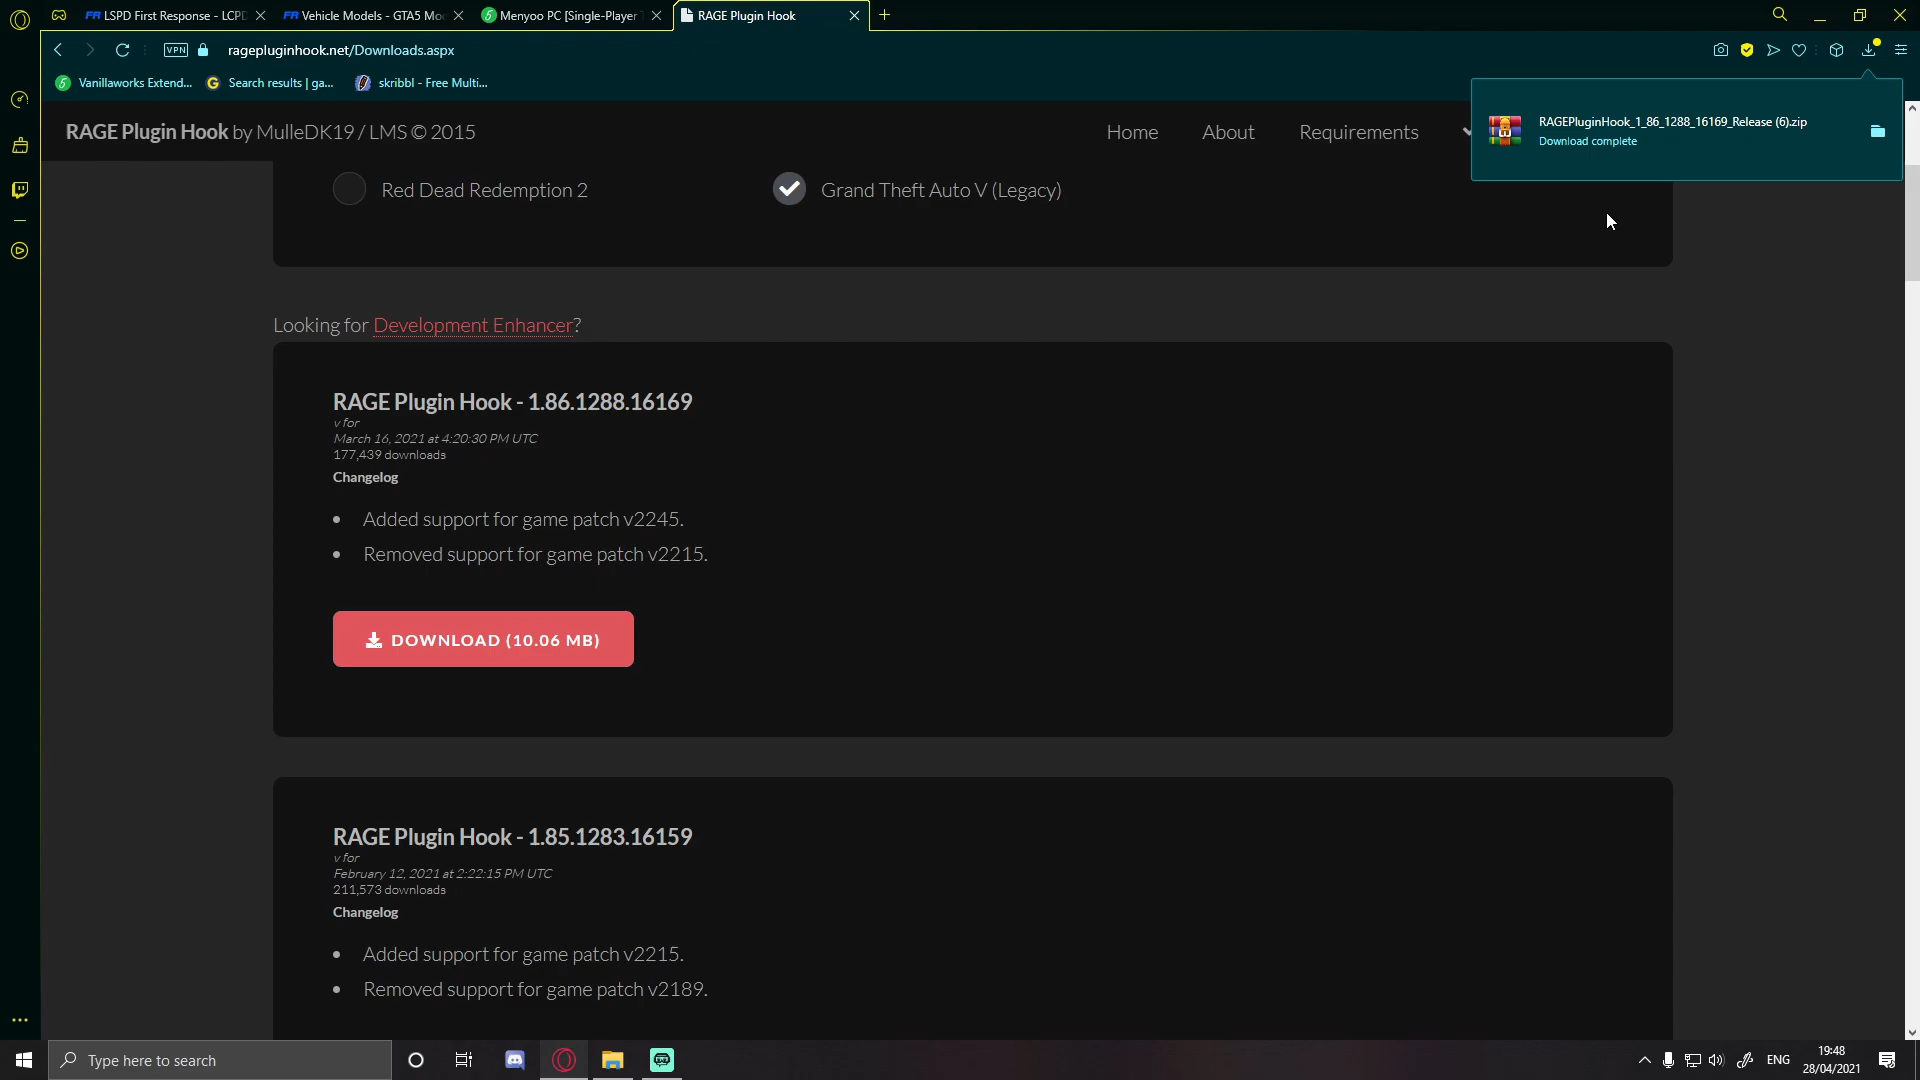 LSPD First Response - LCPD
Vehicle Models - GTA5 Mo
Menyoo PC [Single-Player T
RAGE Plugin Hook
VPN
ragepluginhook.net/Downloads.aspx
Vanillaworks Extend...
Search results | ga...
skribbl - Free Multi...
RAGE Plugin Hook by MulleDK19 / LMS © 2015
Home
About
Requirements
RAGEPluginHook_1_86_1288_16169_Release (6).zip
Download complete
Red Dead Redemption 2
Grand Theft Auto V (Legacy)
Looking for Development Enhancer?
RAGE Plugin Hook - 1.86.1288.16169
v for
March 16, 2021 at 4:20:30 PM UTC
177,439 downloads
Changelog
Added support for game patch v2245.
Removed support for game patch v2215.
DOWNLOAD (10.06 MB)
RAGE Plugin Hook - 1.85.1283.16159
v for
February 12, 2021 at 2:22:15 PM UTC
211,573 downloads
Changelog
Added support for game patch v2215.
Removed support for game patch v2189.
Type here to search
ENG
19:48
28/04/2021